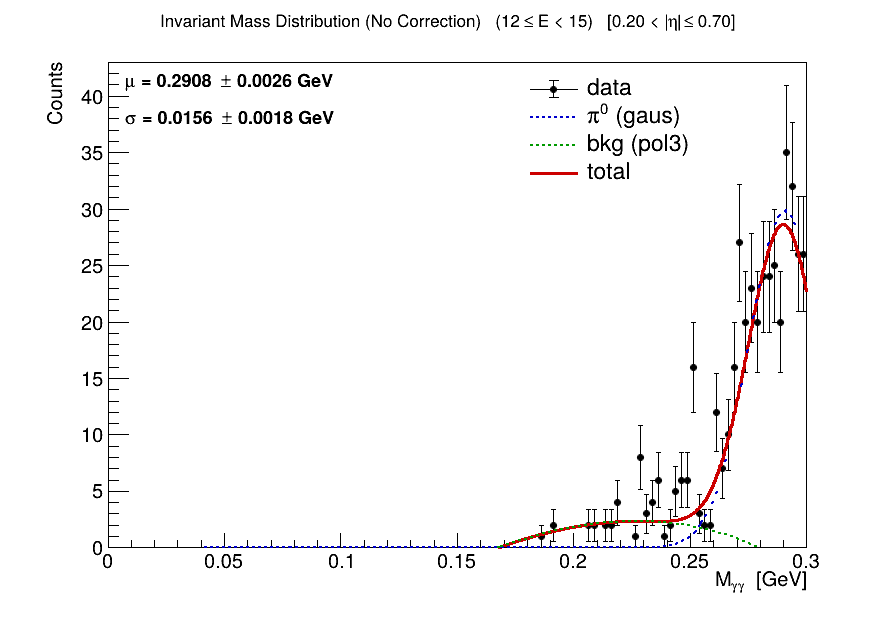 Invariant Mass Distribution (No Correction) (12 ≤ E < 15) [0.20 < |η| ≤ 0.70]
μ = 0.2908 ± 0.0026 GeV
σ = 0.0156 ± 0.0018 GeV
data
π⁰ (gaus)
bkg (pol3)
total
Counts
40
35
30
25
20
15
10
5
0
0 0.05 0.1 0.15 0.2 0.25 0.3
Mγγ [GeV]